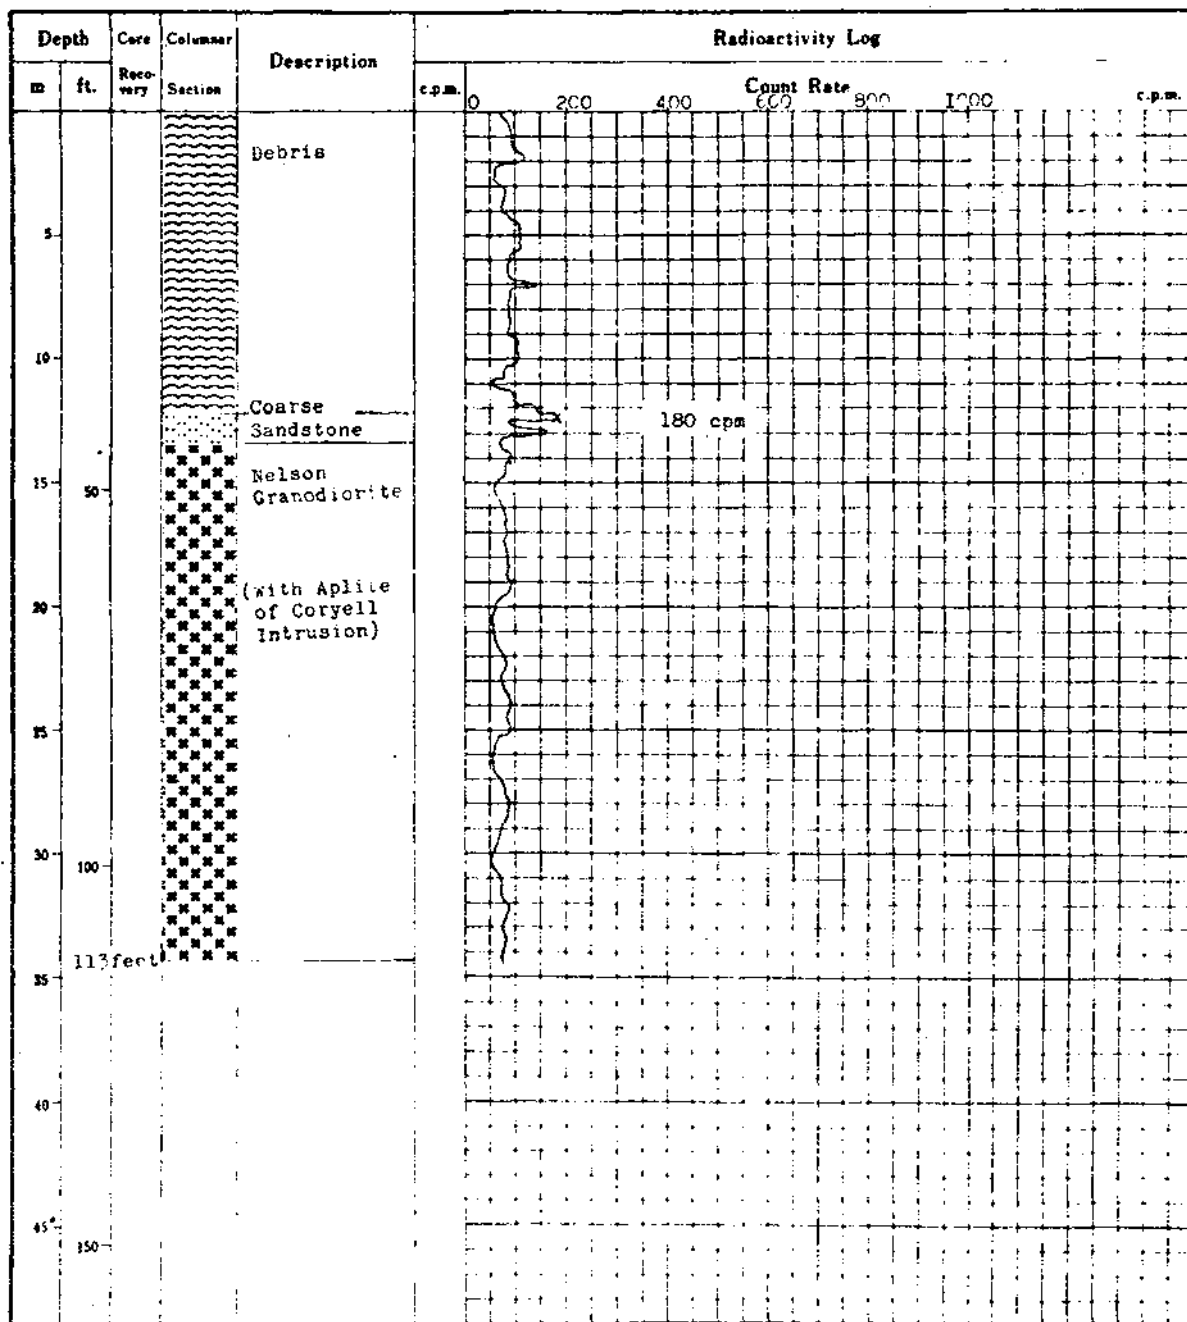 Depth
Core
Reco-
very
Columnar
Section
Description
Radioactivity Log
m
ft.
c.p.m.
Count Rate
c.p.m.
0 200 400 600 800 1000
Debris
5
10
Coarse
Sandstone
180 cpm
Nelson
Granodiorite
15
50
(with Aplite
of Coryell
Intrusion)
20
25
30
100
113feet
35
40
45
150